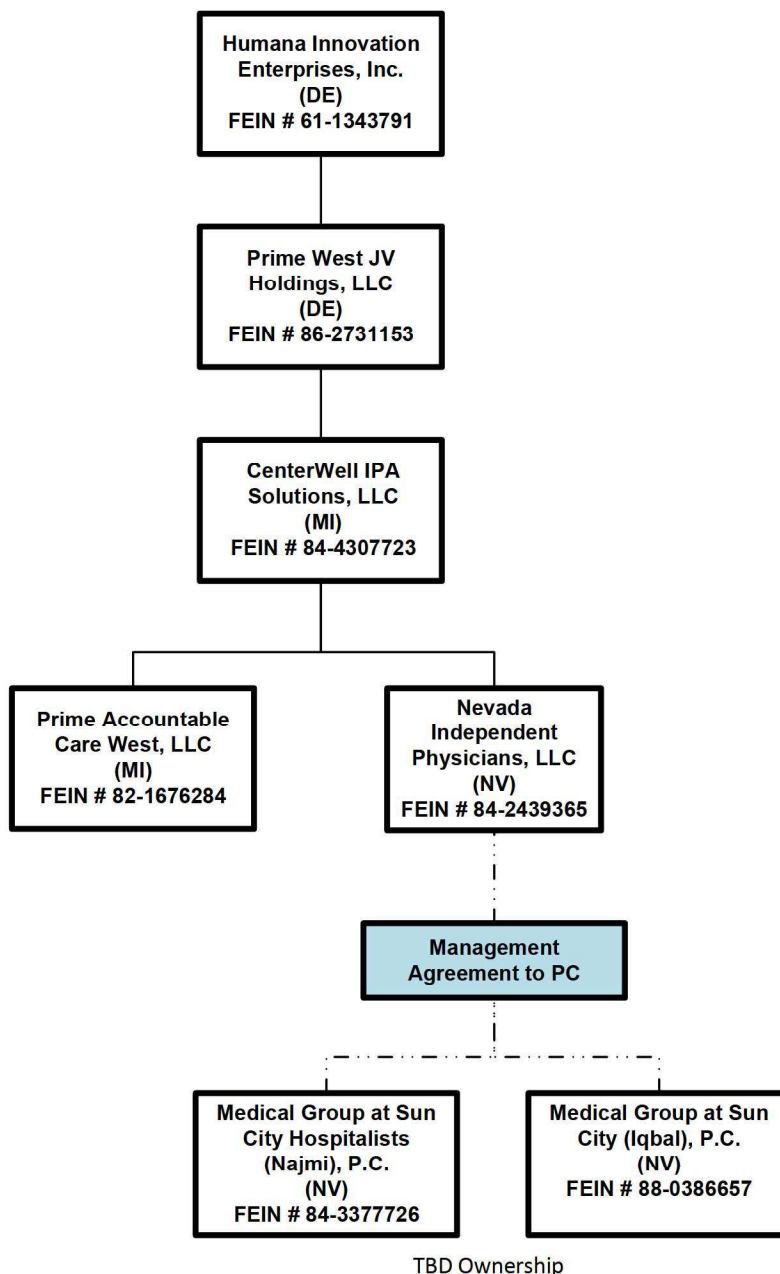 Humana Innovation
Enterprises, Inc.
(DE)
FEIN # 61-1343791
Prime West JV
Holdings, LLC
(DE)
FEIN # 86-2731153
CenterWell IPA
Solutions, LLC
(MI)
FEIN # 84-4307723
Prime Accountable
Care West, LLC
(MI)
FEIN # 82-1676284
Nevada
Independent
Physicians, LLC
(NV)
FEIN # 84-2439365
Management
Agreement to PC
Medical Group at Sun
City Hospitalists
(Najmi), P.C.
(NV)
FEIN # 84-3377726
Medical Group at Sun
City (Iqbal), P.C.
(NV)
FEIN # 88-0386657
TBD Ownership